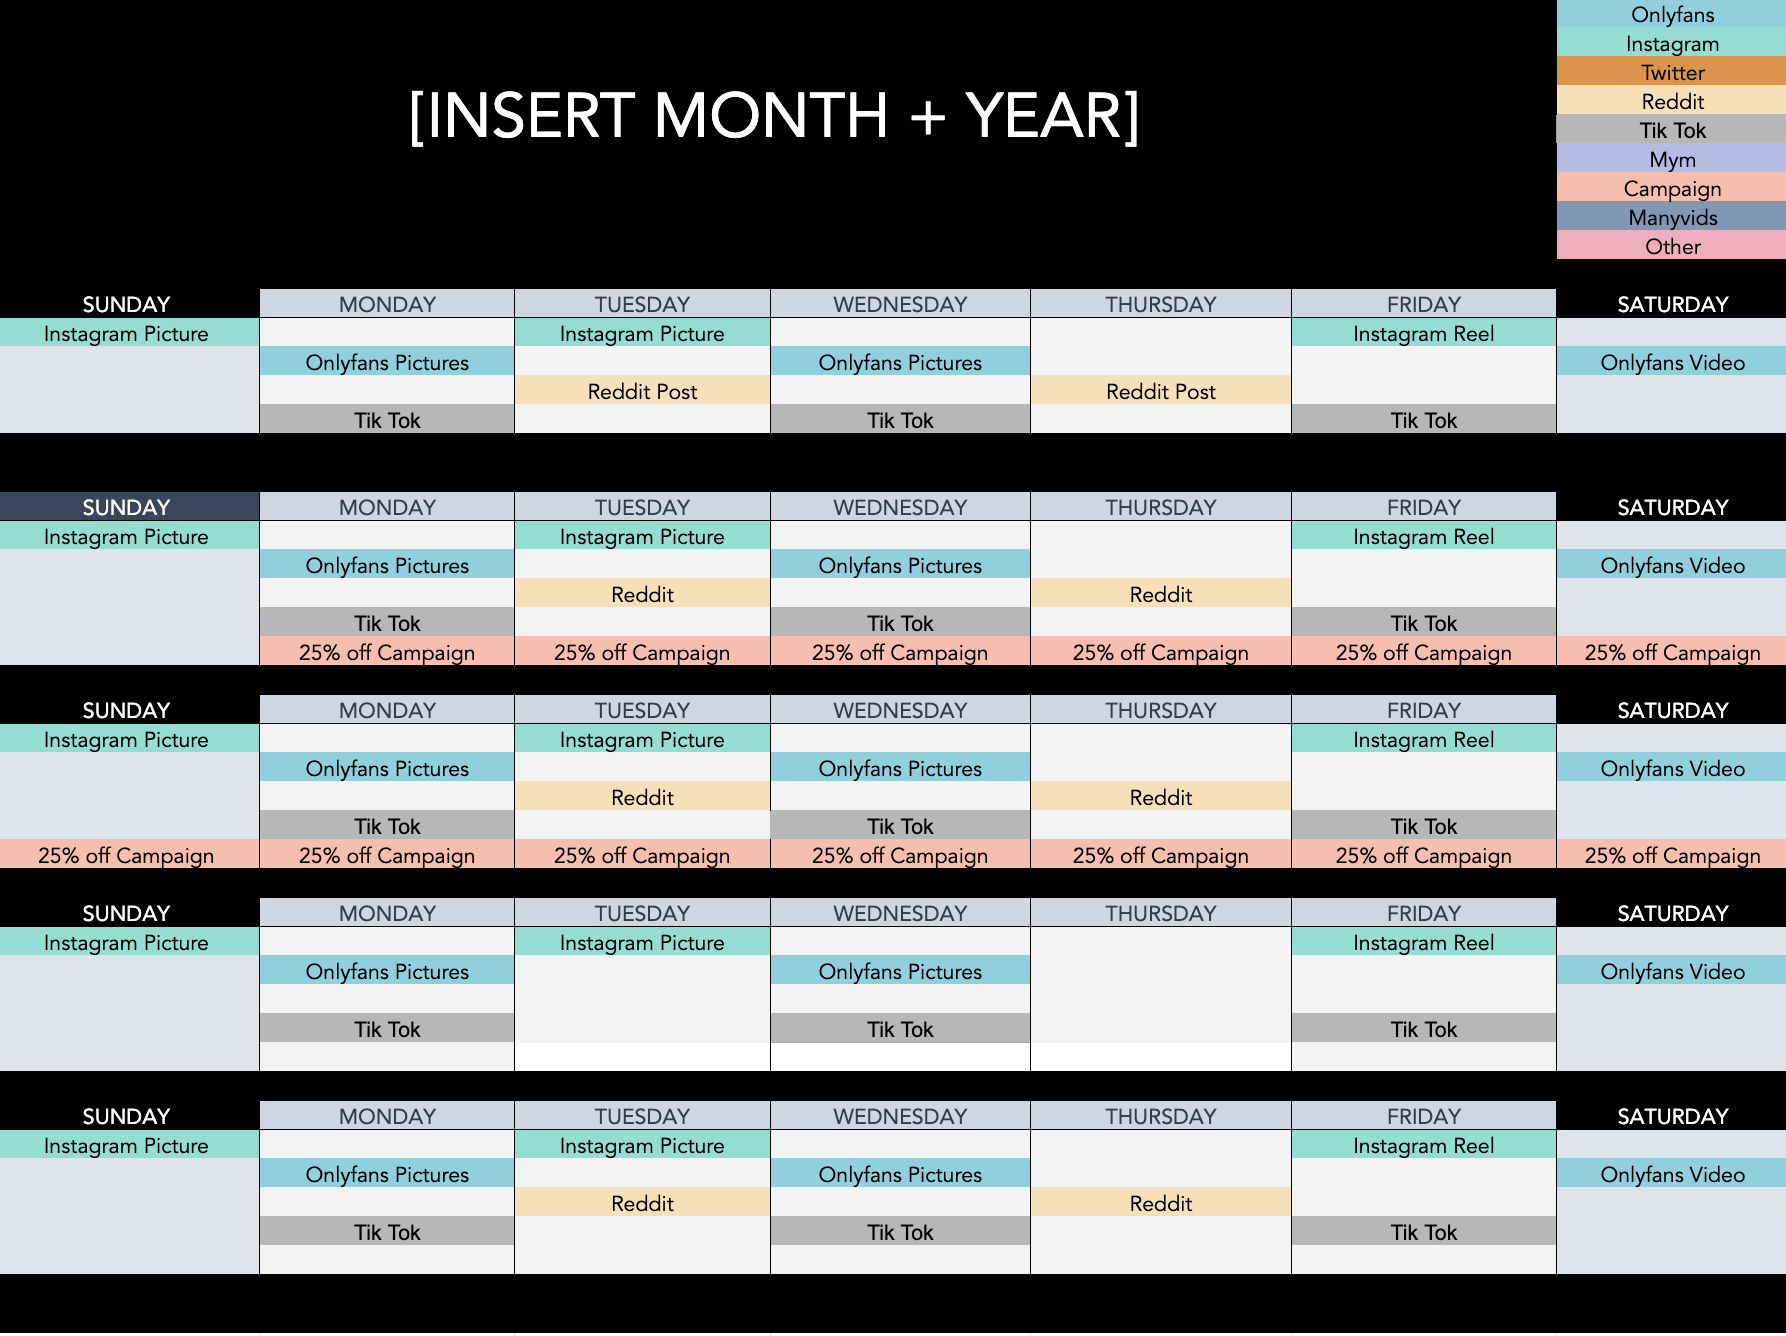 Onlyfans
Instagram
Twitter
Reddit
Tik Tok
Mym
Campaign
Manyvids
Other
[INSERT MONTH + YEAR]
SUNDAY MONDAY TUESDAY WEDNESDAY THURSDAY FRIDAY SATURDAY
Instagram Picture Instagram Picture Instagram Reel
Onlyfans Pictures Onlyfans Pictures Onlyfans Video
Reddit Post Reddit Post
Tik Tok Tik Tok Tik Tok
SUNDAY MONDAY TUESDAY WEDNESDAY THURSDAY FRIDAY SATURDAY
Instagram Picture Instagram Picture Instagram Reel
Onlyfans Pictures Onlyfans Pictures Onlyfans Video
Reddit Reddit
Tik Tok Tik Tok Tik Tok
25% off Campaign 25% off Campaign 25% off Campaign 25% off Campaign 25% off Campaign 25% off Campaign
SUNDAY MONDAY TUESDAY WEDNESDAY THURSDAY FRIDAY SATURDAY
Instagram Picture Instagram Picture Instagram Reel
Onlyfans Pictures Onlyfans Pictures Onlyfans Video
Reddit Reddit
Tik Tok Tik Tok Tik Tok
25% off Campaign 25% off Campaign 25% off Campaign 25% off Campaign 25% off Campaign 25% off Campaign 25% off Campaign
SUNDAY MONDAY TUESDAY WEDNESDAY THURSDAY FRIDAY SATURDAY
Instagram Picture Instagram Picture Instagram Reel
Onlyfans Pictures Onlyfans Pictures Onlyfans Video
Tik Tok Tik Tok Tik Tok
SUNDAY MONDAY TUESDAY WEDNESDAY THURSDAY FRIDAY SATURDAY
Instagram Picture Instagram Picture Instagram Reel
Onlyfans Pictures Onlyfans Pictures Onlyfans Video
Reddit Reddit
Tik Tok Tik Tok Tik Tok